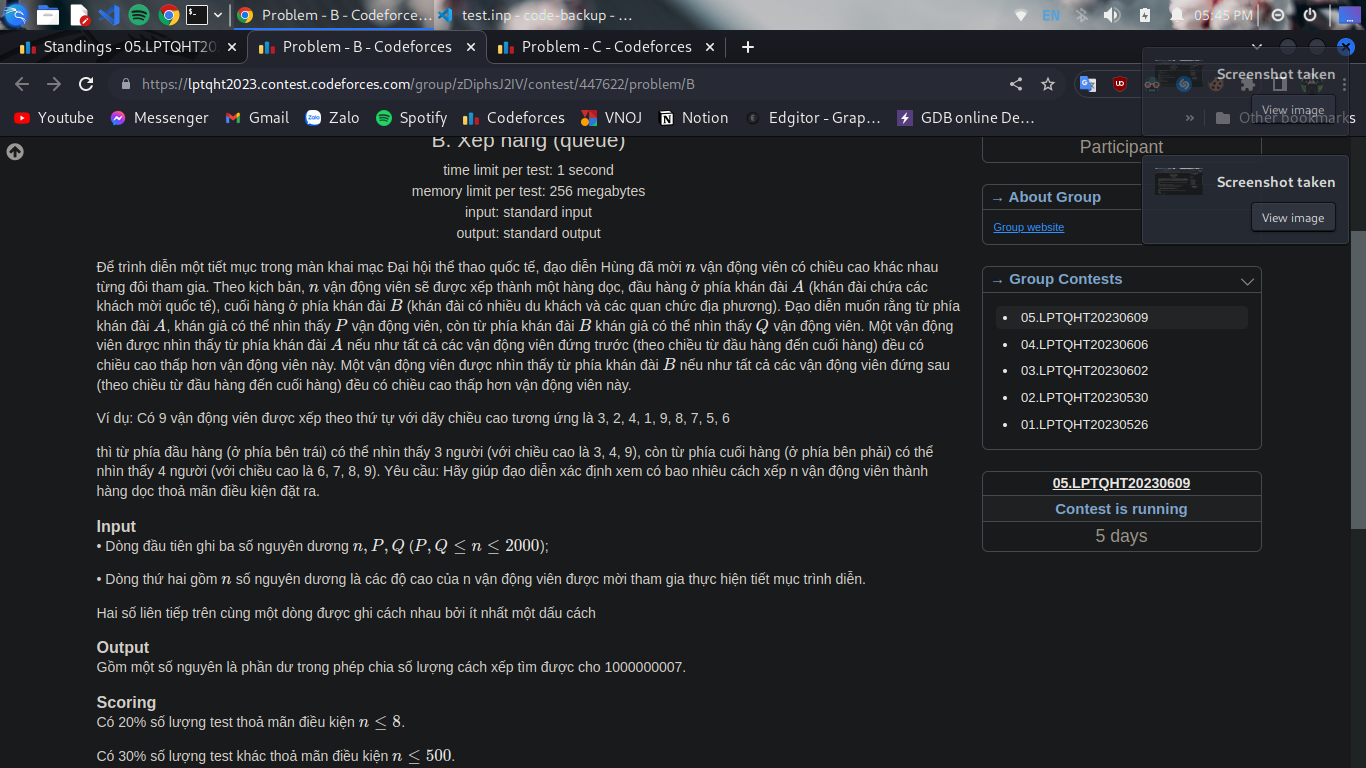 Problem - B - Codeforce…
test.inp - code-backup - …
EN
05:45 PM
Standings - 05.LPTQHT20
Problem - B - Codeforces
Problem - C - Codeforces
https://lptqht2023.contest.codeforces.com/group/zDiphsJ2IV/contest/447622/problem/B
Screenshot taken
View image
Youtube
Messenger
Gmail
Zalo
Spotify
Codeforces
VNOJ
Notion
Edgitor - Grap…
GDB online De…
»
Other bookmarks
B. Xếp hàng (queue)
time limit per test: 1 second
memory limit per test: 256 megabytes
input: standard input
output: standard output
Để trình diễn một tiết mục trong màn khai mạc Đại hội thể thao quốc tế, đạo diễn Hùng đã mời n vận động viên có chiều cao khác nhau
từng đôi tham gia. Theo kịch bản, n vận động viên sẽ được xếp thành một hàng dọc, đầu hàng ở phía khán đài A (khán đài chứa các
khách mời quốc tế), cuối hàng ở phía khán đài B (khán đài có nhiều du khách và các quan chức địa phương). Đạo diễn muốn rằng từ phía
khán đài A, khán giả có thể nhìn thấy P vận động viên, còn từ phía khán đài B khán giả có thể nhìn thấy Q vận động viên. Một vận động
viên được nhìn thấy từ phía khán đài A nếu như tất cả các vận động viên đứng trước (theo chiều từ đầu hàng đến cuối hàng) đều có
chiều cao thấp hơn vận động viên này. Một vận động viên được nhìn thấy từ phía khán đài B nếu như tất cả các vận động viên đứng sau
(theo chiều từ đầu hàng đến cuối hàng) đều có chiều cao thấp hơn vận động viên này.
Ví dụ: Có 9 vận động viên được xếp theo thứ tự với dãy chiều cao tương ứng là 3, 2, 4, 1, 9, 8, 7, 5, 6
thì từ phía đầu hàng (ở phía bên trái) có thể nhìn thấy 3 người (với chiều cao là 3, 4, 9), còn từ phía cuối hàng (ở phía bên phải) có thể
nhìn thấy 4 người (với chiều cao là 6, 7, 8, 9). Yêu cầu: Hãy giúp đạo diễn xác định xem có bao nhiêu cách xếp n vận động viên thành
hàng dọc thoả mãn điều kiện đặt ra.
Input
• Dòng đầu tiên ghi ba số nguyên dương n, P, Q (P, Q ≤ n ≤ 2000);
• Dòng thứ hai gồm n số nguyên dương là các độ cao của n vận động viên được mời tham gia thực hiện tiết mục trình diễn.
Hai số liên tiếp trên cùng một dòng được ghi cách nhau bởi ít nhất một dấu cách
Output
Gồm một số nguyên là phần dư trong phép chia số lượng cách xếp tìm được cho 1000000007.
Scoring
Có 20% số lượng test thoả mãn điều kiện n ≤ 8.
Có 30% số lượng test khác thoả mãn điều kiện n ≤ 500.
Participant
Screenshot taken
View image
→ About Group
Group website
→ Group Contests
• 05.LPTQHT20230609
• 04.LPTQHT20230606
• 03.LPTQHT20230602
• 02.LPTQHT20230530
• 01.LPTQHT20230526
05.LPTQHT20230609
Contest is running
5 days